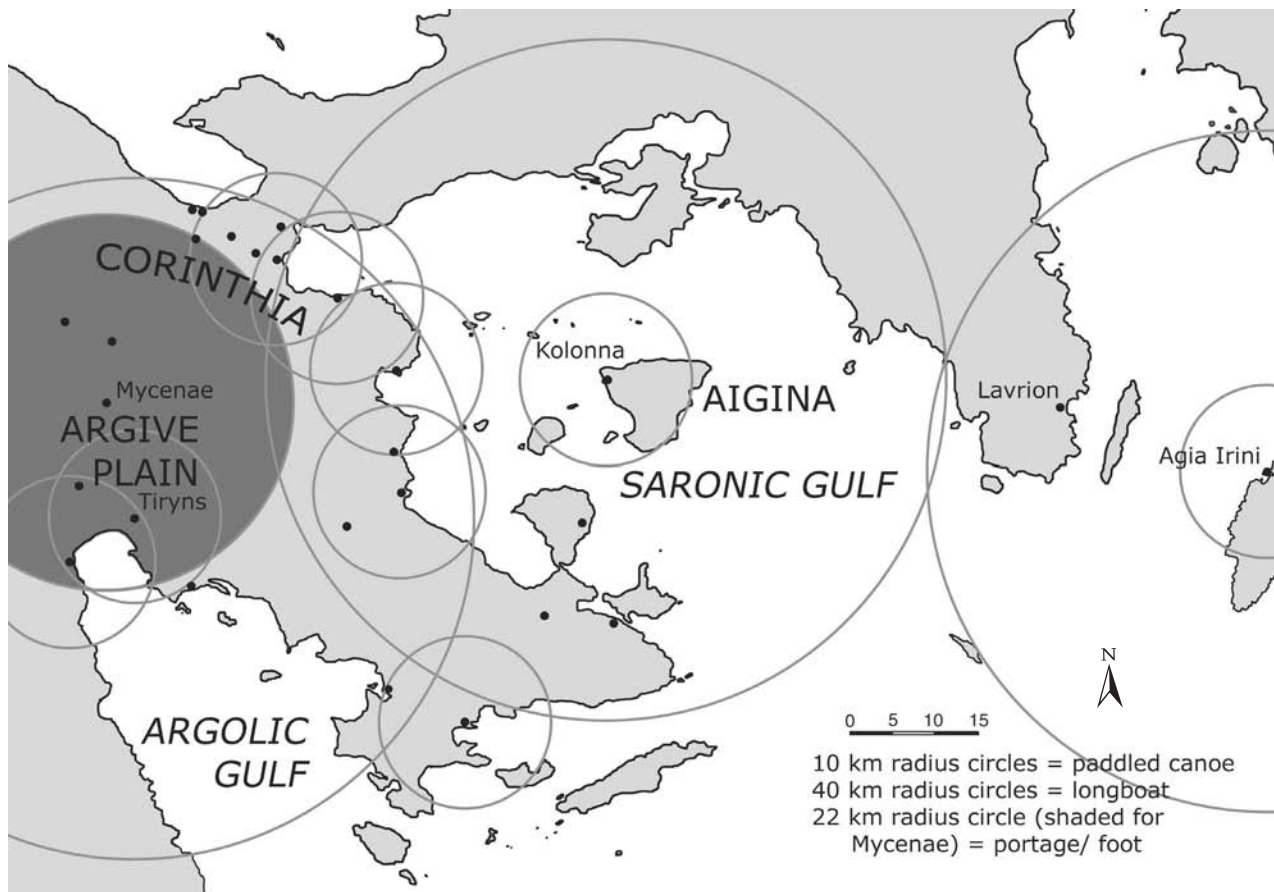 CORINTHIA
Mycenae
ARGIVE
PLAIN
Tiryns
Kolonna
AIGINA
Lavrion
SARONIC GULF
Agia Irini
ARGOLIC
GULF
N
0 5 10 15
10 km radius circles = paddled canoe
40 km radius circles = longboat
22 km radius circle (shaded for
Mycenae) = portage/ foot